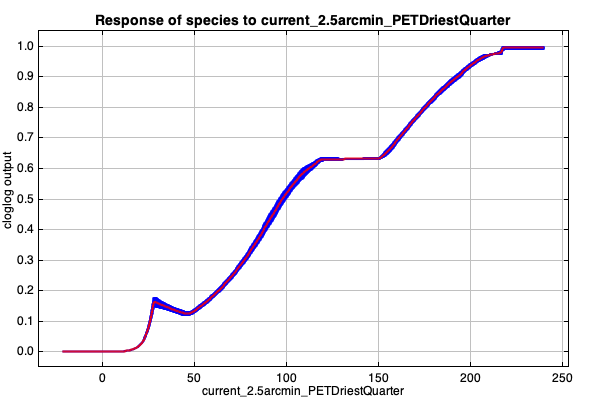 Response of species to current_2.5arcmin_PETDriestQuarter
1.0
0.9
0.8
0.7
0.6
0.5
0.4
0.3
0.2
0.1
0.0
cloglog output
0 50 100 150 200 250
current_2.5arcmin_PETDriestQuarter